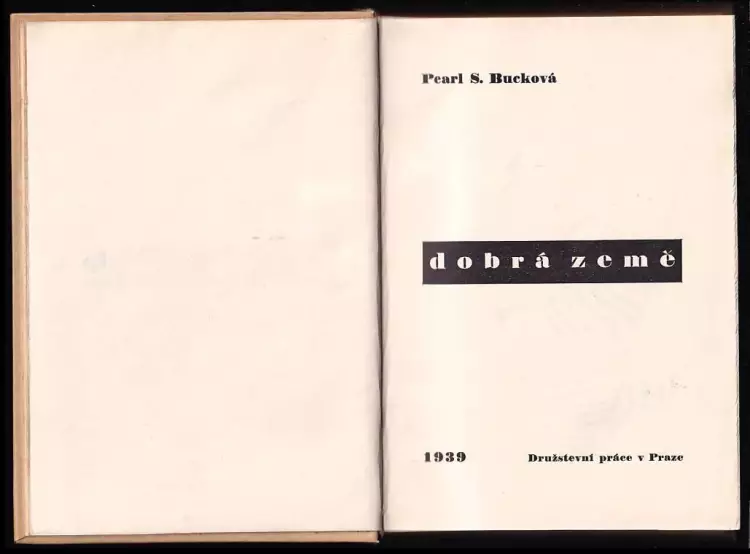 Pearl S. Bucková
dobrá země
1939 Družstevní práce v Praze